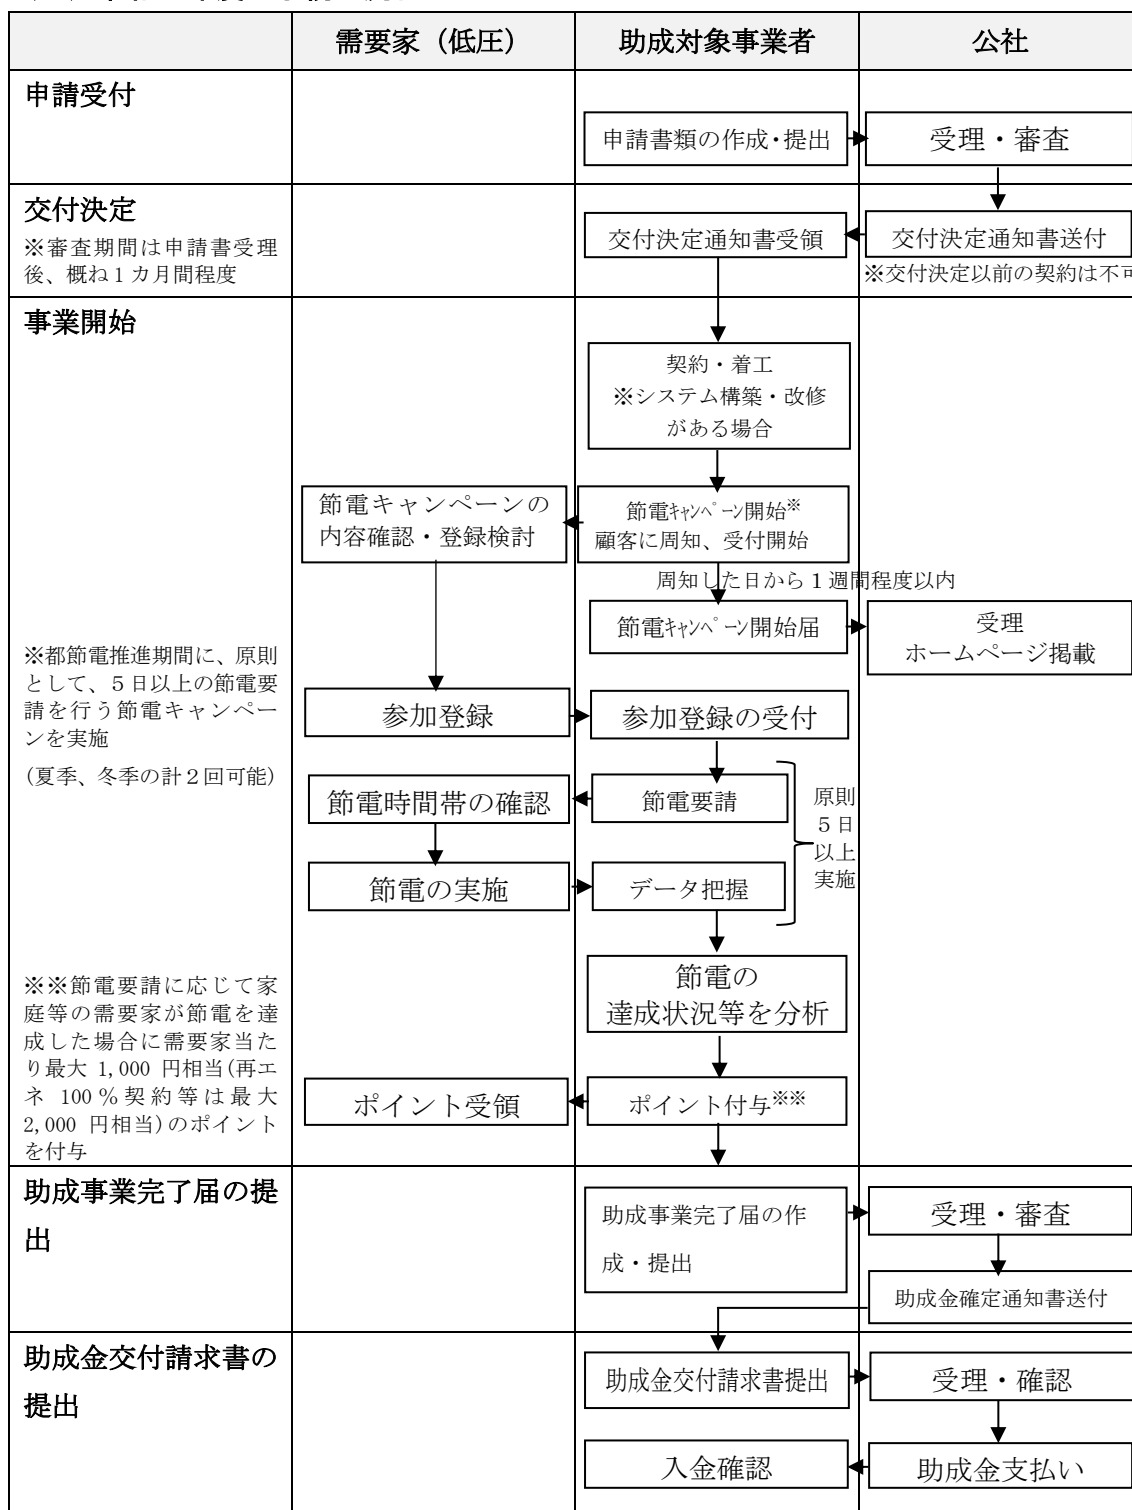 需要家（低圧）
助成対象事業者
公社
申請受付
申請書類の作成・提出
受理・審査
交付決定
※審査期間は申請書受理
後、概ね１カ月間程度
交付決定通知書受領
交付決定通知書送付
※交付決定以前の契約は不可
事業開始
契約・着工
※システム構築・改修
がある場合
節電キャンペーンの
内容確認・登録検討
節電ｷｬﾝﾍﾟｰﾝ開始※
顧客に周知、受付開始
周知した日から１週間程度以内
節電ｷｬﾝﾍﾟｰﾝ開始届
受理
ホームページ掲載
※都節電推進期間に、原則
として、５日以上の節電要
請を行う節電キャンペー
ンを実施
(夏季、冬季の計２回可能)
参加登録
参加登録の受付
節電時間帯の確認
節電要請
原則
５日
以上
実施
節電の実施
データ把握
節電の
達成状況等を分析
※※節電要請に応じて家
庭等の需要家が節電を達
成した場合に需要家当た
り最大 1,000 円相当(再エ
ネ 100％契約等は最大
2,000 円相当)のポイント
を付与
ポイント受領
ポイント付与※※
助成事業完了届の提
出
助成事業完了届の作
成・提出
受理・審査
助成金確定通知書送付
助成金交付請求書の
提出
助成金交付請求書提出
受理・確認
入金確認
助成金支払い